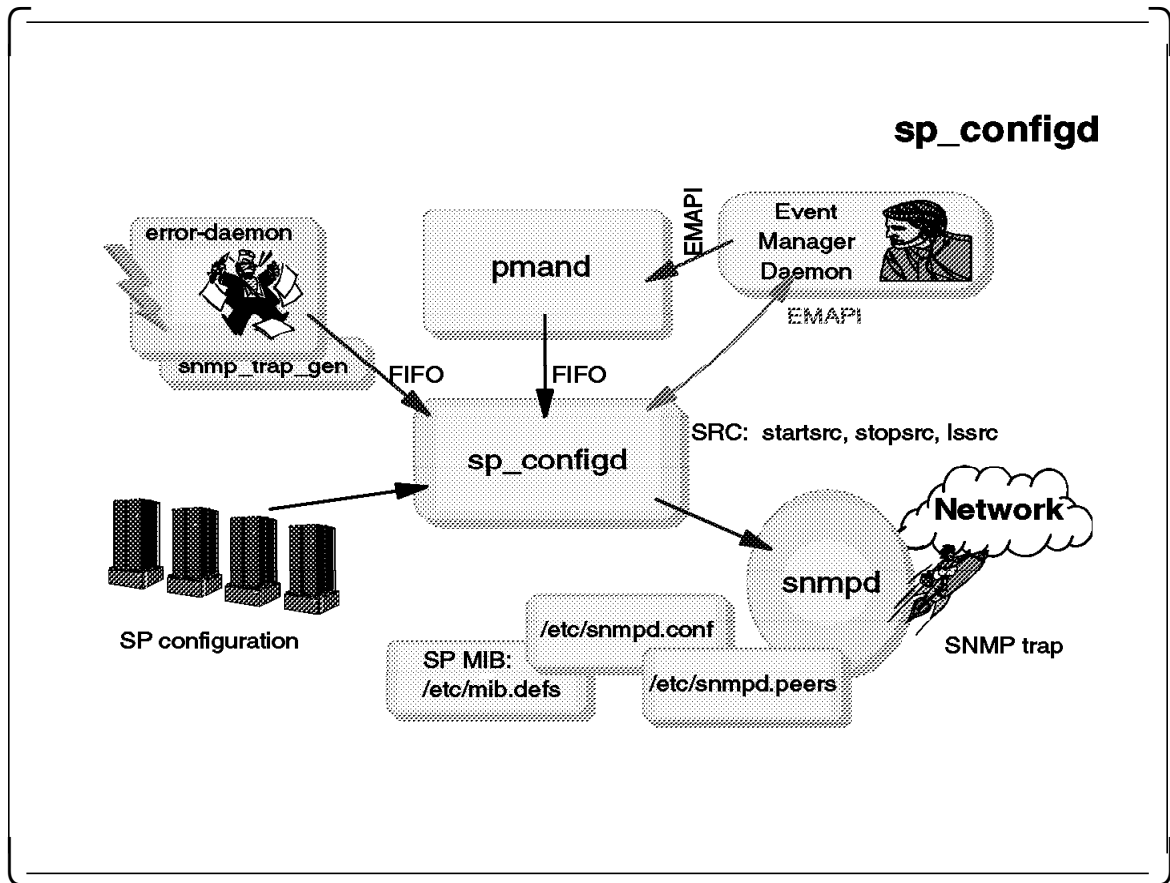 sp_configd
error-daemon
snmp_trap_gen
FIFO
pmand
FIFO
EMAPI
Event
Manager
Daemon
EMAPI
sp_configd
SRC: startsrc, stopsrc, lssrc
SP configuration
Network
snmpd
SNMP trap
/etc/snmpd.conf
SP MIB:
/etc/mib.defs
/etc/snmpd.peers